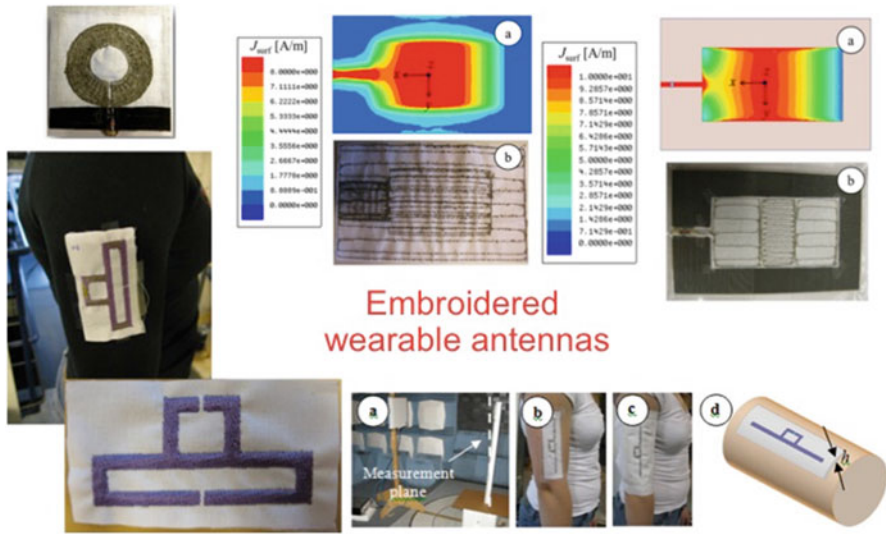 J_surf [A/m]
8.0000e+000
7.1111e+000
6.2222e+000
5.3333e+000
4.4444e+000
3.5556e+000
2.6667e+000
1.7778e+000
8.8889e-001
0.0000e+000
a
X
Z
Y
b
J_surf [A/m]
1.0000e+001
9.2857e+000
8.5714e+000
7.8571e+000
7.1429e+000
6.4286e+000
5.7143e+000
5.0000e+000
4.2857e+000
3.5714e+000
2.8571e+000
2.1429e+000
1.4286e+000
7.1429e-001
0.0000e+000
a
X
Z
Y
b
Embroidered
wearable antennas
a
Measurement
plane
b
c
d
h